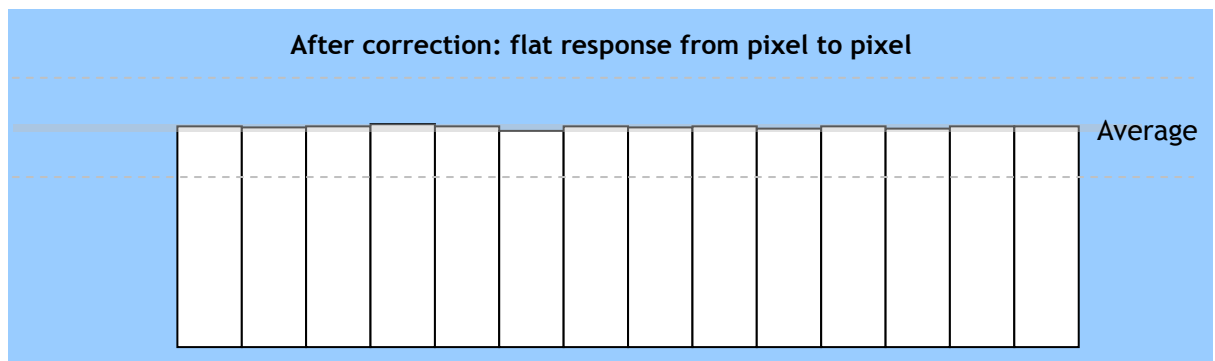 After correction: flat response from pixel to pixel
Average